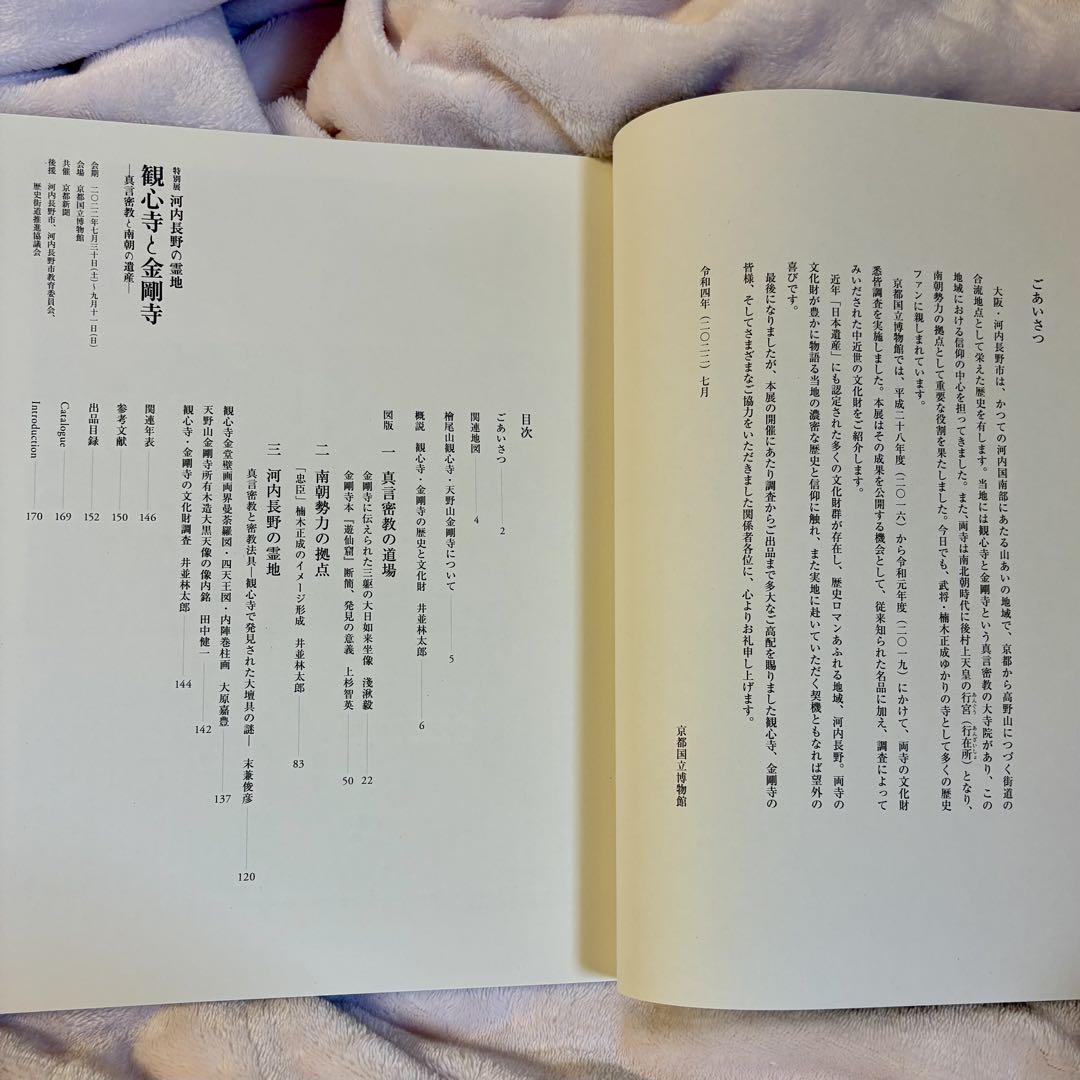 ごあいさつ
大阪・河内長野市は、かつての河内国南部にあたる山あいの地域で、京都から高野山につづく街道の
合流地点として栄えた歴史を有します。当地には観心寺と金剛寺という真言密教の大寺院があり、この
地域における信仰の中心を担ってきました。また、両寺は南北朝時代に後村上天皇の行宮（行在所）となり、
あんぐう
あんざいしょ
南朝勢力の拠点として重要な役割を果たしました。今日でも、武将・楠木正成ゆかりの寺として多くの歴史
ファンに親しまれています。
京都国立博物館では、平成二十八年度（二〇一六）から令和元年度（二〇一九）にかけて、両寺の文化財
悉皆調査を実施しました。本展はその成果を公開する機会として、従来知られた名品に加え、調査によって
みいだされた中近世の文化財をご紹介します。
近年「日本遺産」にも認定された多くの文化財群が存在し、歴史ロマンあふれる地域、河内長野。両寺の
文化財が豊かに物語る当地の濃密な歴史と信仰に触れ、また実地に赴いていただく契機ともなれば望外の
喜びです。
最後になりましたが、本展の開催にあたり調査からご出品まで多大なご高配を賜りました観心寺、金剛寺の
皆様、そしてさまざまなご協力をいただきました関係者各位に、心よりお礼申し上げます。
令和四年（二〇二二）七月
京都国立博物館
特別展 河内長野の霊地
観心寺と金剛寺
―真言密教と南朝の遺産―
会期 二〇二二年七月三十日（土）～九月十一日（日）
会場 京都国立博物館
共催 京都新聞
後援 河内長野市、河内長野市教育委員会、
歴史街道推進協議会
目次
ごあいさつ 2
関連地図 4
檜尾山観心寺・天野山金剛寺について 5
概説 観心寺・金剛寺の歴史と文化財 井並林太郎 6
図版 一 真言密教の道場
金剛寺に伝えられた三躯の大日如来坐像 淺湫毅 22
金剛寺本『遊仙窟』断簡、発見の意義 上杉智英 50
二 南朝勢力の拠点
「忠臣」楠木正成のイメージ形成 井並林太郎 83
三 河内長野の霊地
真言密教と密教法具―観心寺で発見された大壇具の謎― 末兼俊彦 120
観心寺金堂壁画両界曼荼羅図・四天王図・内陣巻柱画 大原嘉豊 137
天野山金剛寺所有木造大黒天像の像内銘 田中健一 142
観心寺・金剛寺の文化財調査 井並林太郎 144
関連年表 146
参考文献 150
出品目録 152
Catalogue 169
Introduction 170